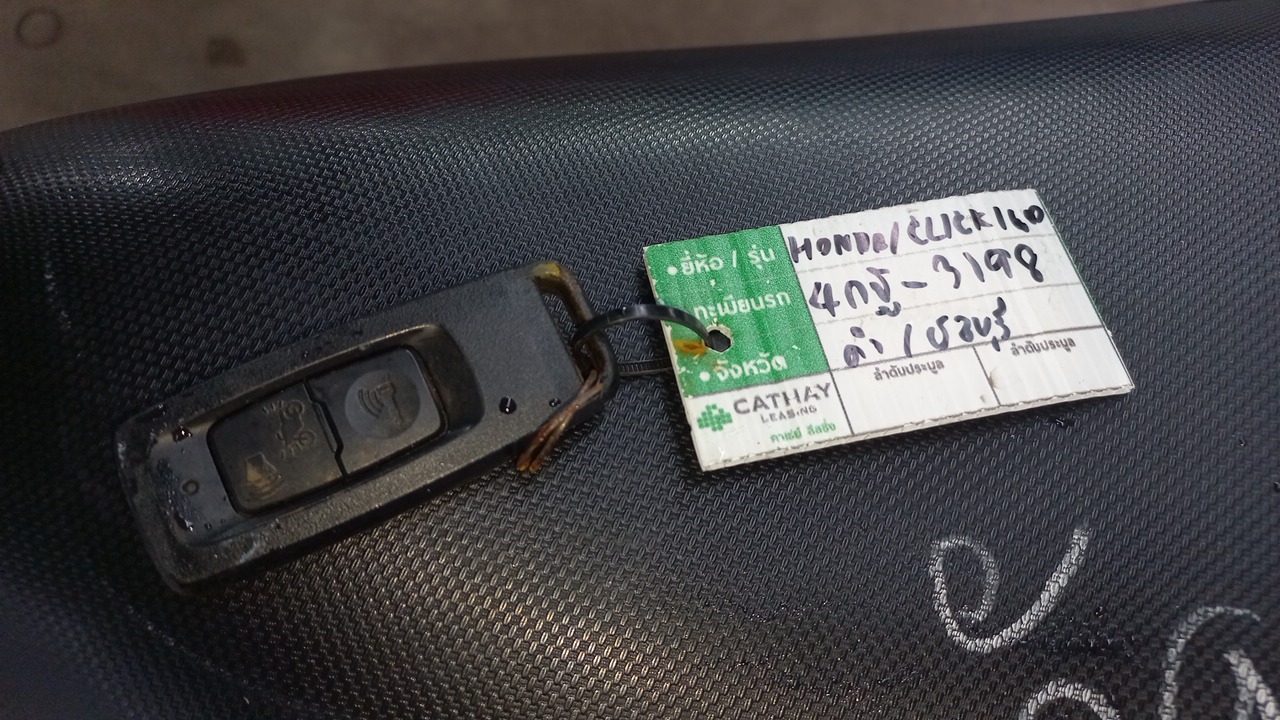 • ยี่ห้อ / รุ่น HONDA/CLICK160
ทะเบียนรถ 4กฐ-3198
• จังหวัด ดำ/ชลบุรี
ลำดับประมูล ลำดับประมูล
CATHAY
LEASING
คาเธ่ย์ ลีสซิ่ง